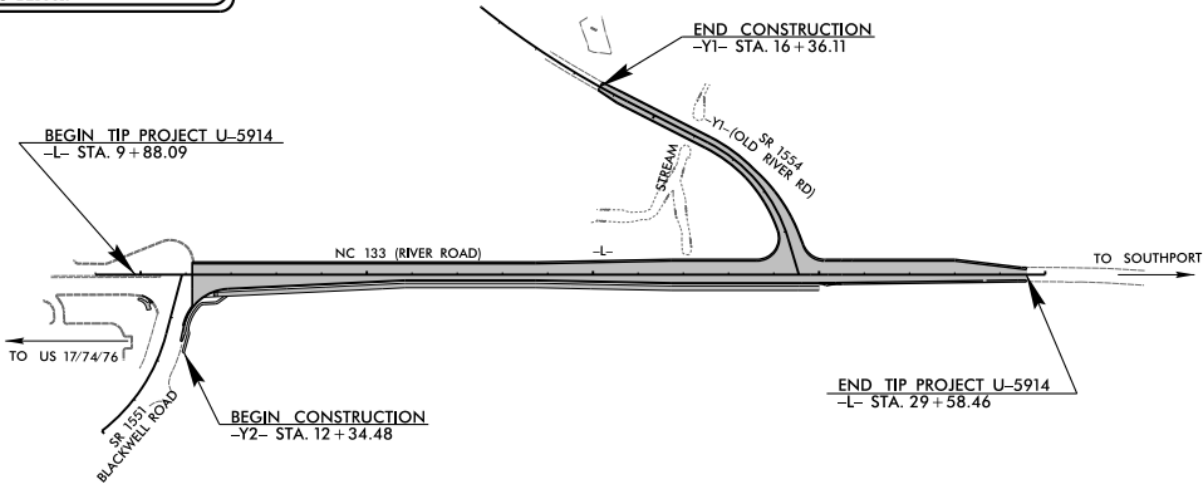 END CONSTRUCTION
-Y1- STA. 16+36.11
BEGIN TIP PROJECT U-5914
-L- STA. 9+88.09
-Y1-(OLD RIVER RD)
SR 1554
STREAM
NC 133 (RIVER ROAD)
-L-
TO SOUTHPORT
TO US 17/74/76
SR 1551
BLACKWELL ROAD
BEGIN CONSTRUCTION
-Y2- STA. 12+34.48
END TIP PROJECT U-5914
-L- STA. 29+58.46